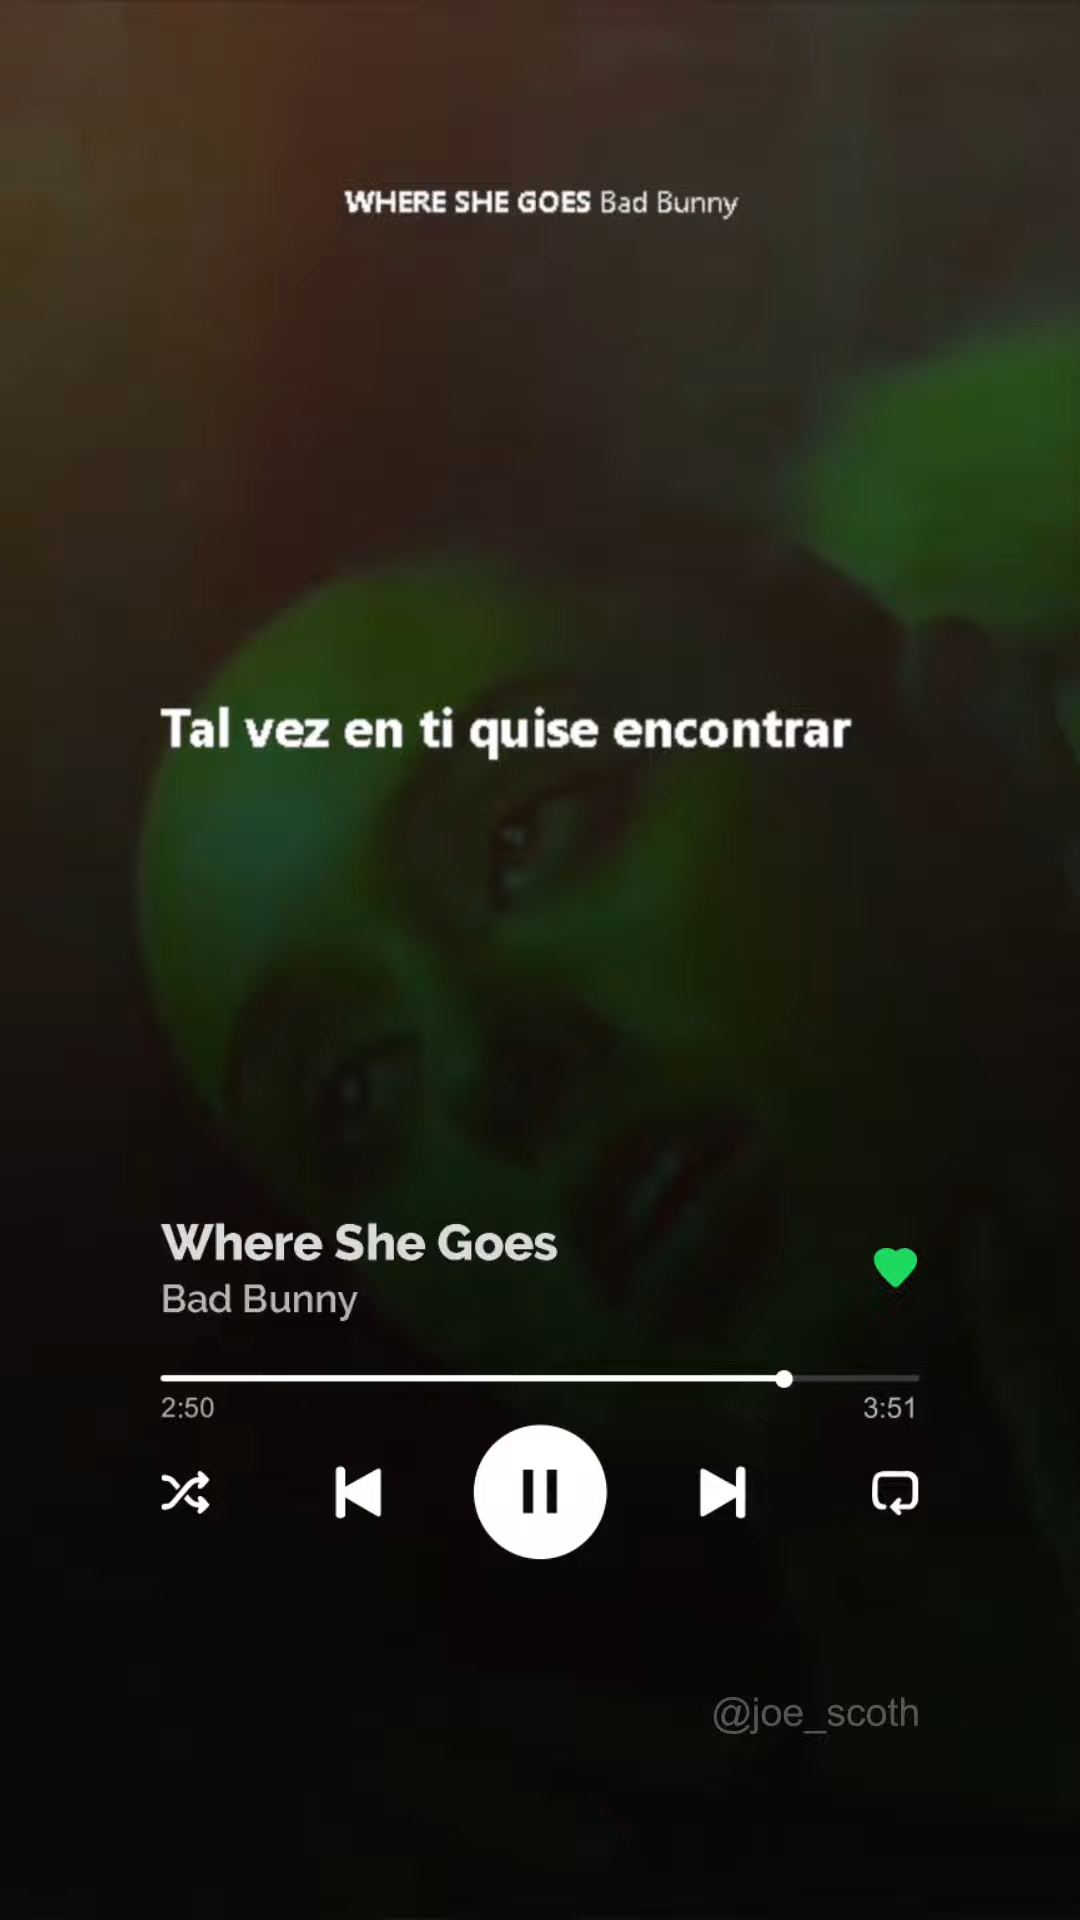 WHERE SHE GOES Bad Bunny
Tal vez en ti quise encontrar
Where She Goes
Bad Bunny
2:50 3:51
@joe_scoth